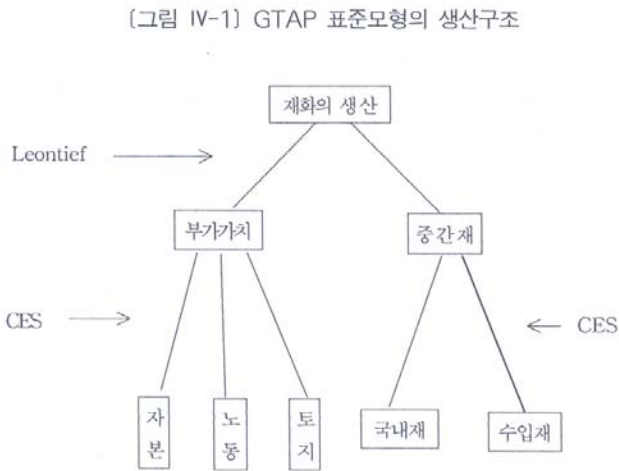 〔그림 Ⅳ-1〕 GTAP 표준모형의 생산구조
재화의 생산
Leontief
부가가치
중간재
CES
CES
자본
노동
토지
국내재
수입재